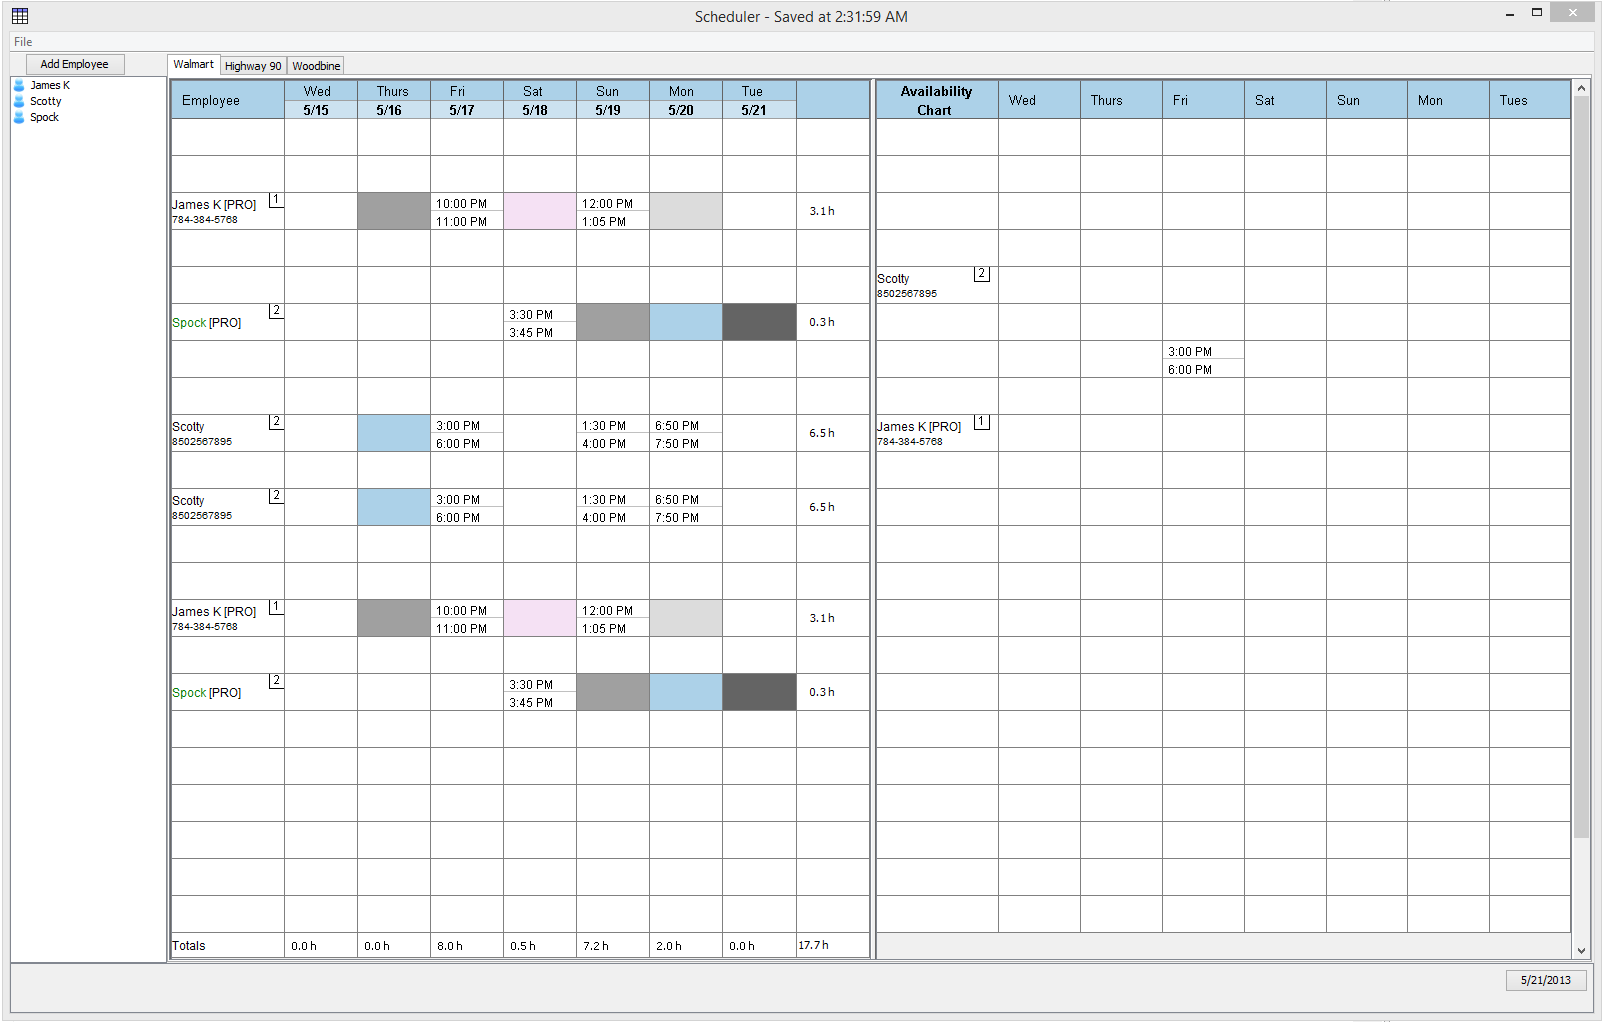 Scheduler - Saved at 2:31:59 AM
File
Add Employee
James K
Scotty
Spock
Walmart Highway 90 Woodbine
Employee Wed Thurs Fri Sat Sun Mon Tue
5/15 5/16 5/17 5/18 5/19 5/20 5/21
James K [PRO] 1 10:00 PM 12:00 PM 3.1 h
784-384-5768 11:00 PM 1:05 PM
Spock [PRO] 2 3:30 PM 0.3 h
3:45 PM
Scotty 2 3:00 PM 1:30 PM 6:50 PM 6.5 h
8502567895 6:00 PM 4:00 PM 7:50 PM
Scotty 2 3:00 PM 1:30 PM 6:50 PM 6.5 h
8502567895 6:00 PM 4:00 PM 7:50 PM
James K [PRO] 1 10:00 PM 12:00 PM 3.1 h
784-384-5768 11:00 PM 1:05 PM
Spock [PRO] 2 3:30 PM 0.3 h
3:45 PM
Totals 0.0 h 0.0 h 8.0 h 0.5 h 7.2 h 2.0 h 0.0 h 17.7 h
Availability Wed Thurs Fri Sat Sun Mon Tues
Chart
Scotty 2
8502567895
3:00 PM
6:00 PM
James K [PRO] 1
784-384-5768
5/21/2013